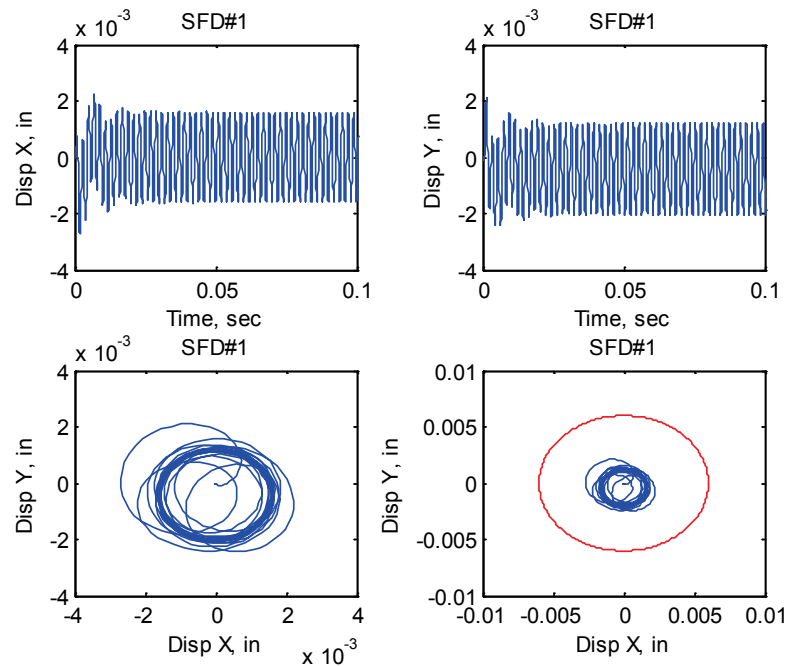 x 10⁻³
SFD#1
4
2
0
-2
-4
Disp X, in
0
0.05
0.1
Time, sec
x 10⁻³
SFD#1
4
2
0
-2
-4
Disp Y, in
0
0.05
0.1
Time, sec
x 10⁻³
SFD#1
4
2
0
-2
-4
Disp Y, in
-4
-2
0
2
4
Disp X, in
x 10⁻³
SFD#1
0.01
0.005
0
-0.005
-0.01
Disp Y, in
-0.01
-0.005
0
0.005
0.01
Disp X, in